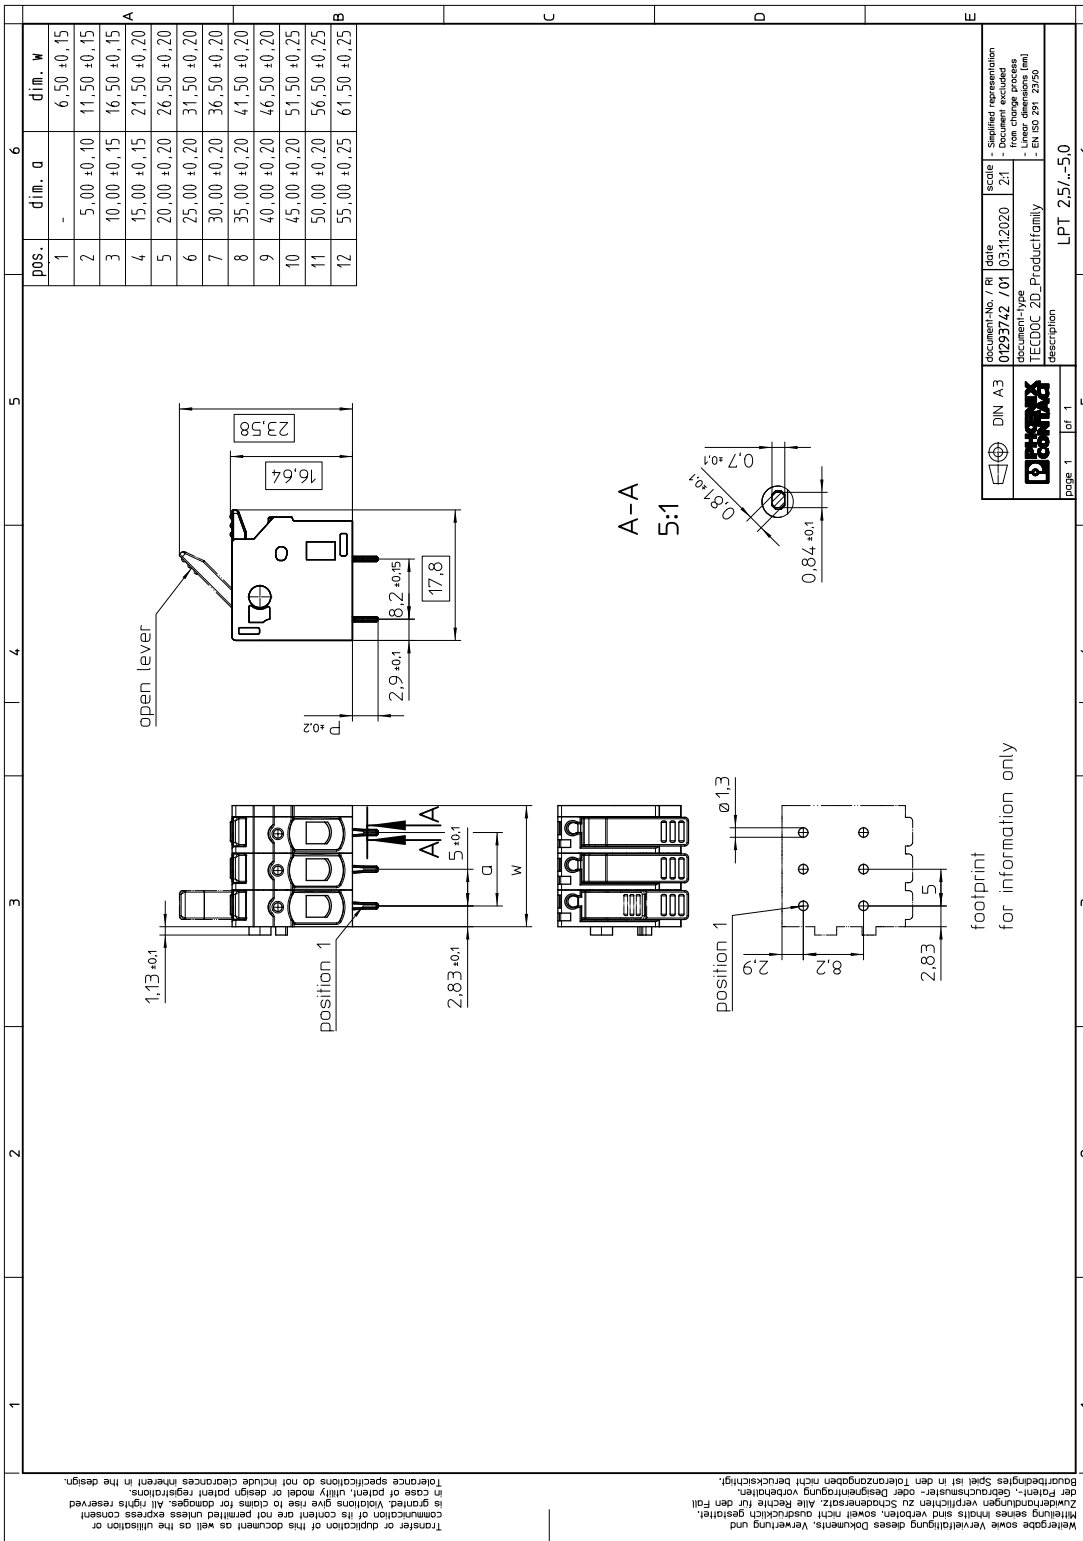 1
2
3
4
5
6
A
B
C
D
E
pos. dim. a dim. w
1 - 6,50 ±0,15
2 5,00 ±0,10 11,50 ±0,15
3 10,00 ±0,15 16,50 ±0,15
4 15,00 ±0,15 21,50 ±0,20
5 20,00 ±0,20 26,50 ±0,20
6 25,00 ±0,20 31,50 ±0,20
7 30,00 ±0,20 36,50 ±0,20
8 35,00 ±0,20 41,50 ±0,20
9 40,00 ±0,20 46,50 ±0,20
10 45,00 ±0,20 51,50 ±0,25
11 50,00 ±0,20 56,50 ±0,25
12 55,00 ±0,25 61,50 ±0,25
open lever
23,58
16,64
8,2 ±0,15
17,8
2,9 ±0,1
P ±0,2
1,13 ±0,1
position 1
A
A
5 ±0,1
a
w
2,83 ±0,1
A-A
5:1
0,7 ±0,1
0,81 ±0,1
0,84 ±0,1
ø 1,3
position 1
2,9
8,2
5
2,83
footprint
for information only
DIN A3
PHOENIX
CONTACT
page 1 of 1
document-No. / RI
01293742 / 01
date
03.11.2020
scale
2:1
- Simplified representation
- Document excluded
from change process
- Linear dimensions [mm]
- EN ISO 291 23/50
document-type
TECDOC 2D_Productfamily
description
LPT 2,5/..-5,0
Transfer or duplication of this document as well as the utilisation or
communication of its content are not permitted unless express consent
is granted. Violations give rise to claims for damages. All rights reserved
in case of patent, utility model or design patent registrations.
Tolerance specifications do not include clearances inherent in the design.
Weitergabe sowie Vervielfältigung dieses Dokuments, Verwertung und
Mitteilung seines Inhalts sind verboten, soweit nicht ausdrücklich gestattet.
Zuwiderhandlungen verpflichten zu Schadenersatz. Alle Rechte für den Fall
der Patent-, Gebrauchsmuster- oder Designeintragung vorbehalten.
Bauartbedingtes Spiel ist in den Toleranzangaben nicht berücksichtigt.